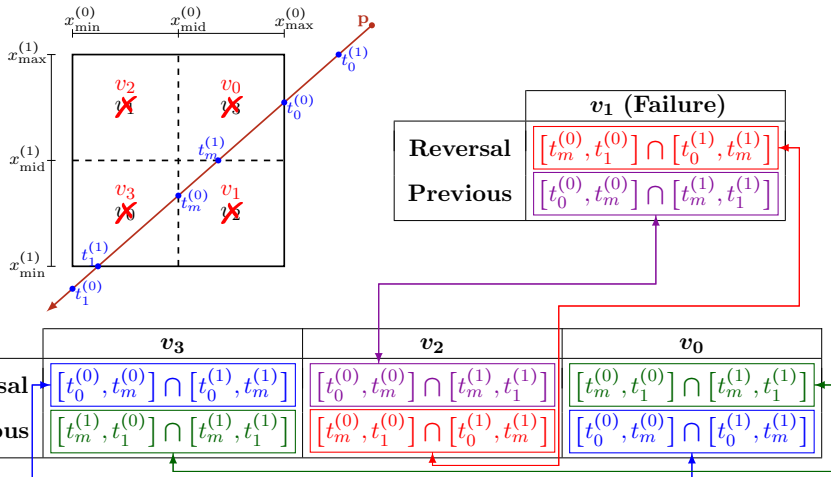 x_min^(0) x_mid^(0) x_max^(0)
p
x_max^(1)
t_0^(1)
v_2 v_0
v_1 v_3
t_0^(0)
t_m^(1)
x_mid^(1)
v_3 v_1
t_m^(0)
v_0 v_2
t_1^(1)
x_min^(1)
t_1^(0)
v_1 (Failure)
Reversal [t_m^(0), t_1^(0)] ∩ [t_0^(1), t_m^(1)]
Previous [t_0^(0), t_m^(0)] ∩ [t_m^(1), t_1^(1)]
v_3 v_2 v_0
sal [t_0^(0), t_m^(0)] ∩ [t_0^(1), t_m^(1)] [t_0^(0), t_m^(0)] ∩ [t_m^(1), t_1^(1)] [t_m^(1), t_1^(0)] ∩ [t_m^(1), t_1^(1)]
ous [t_m^(1), t_1^(0)] ∩ [t_m^(1), t_1^(1)] [t_m^(0), t_1^(0)] ∩ [t_0^(1), t_m^(1)] [t_0^(0), t_m^(0)] ∩ [t_0^(1), t_m^(1)]